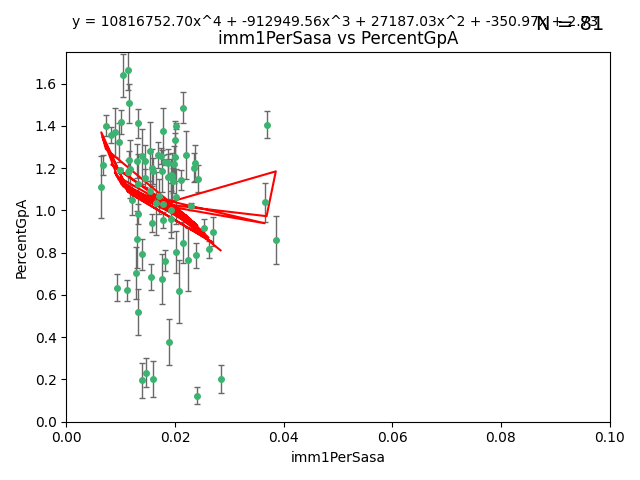 y = 10816752.70x^4 + -912949.56x^3 + 27187.03x^2 + -350.97x + 2.73
N = 81
imm1PerSasa vs PercentGpA
PercentGpA
1.6
1.4
1.2
1.0
0.8
0.6
0.4
0.2
0.0
0.00 0.02 0.04 0.06 0.08 0.10
imm1PerSasa